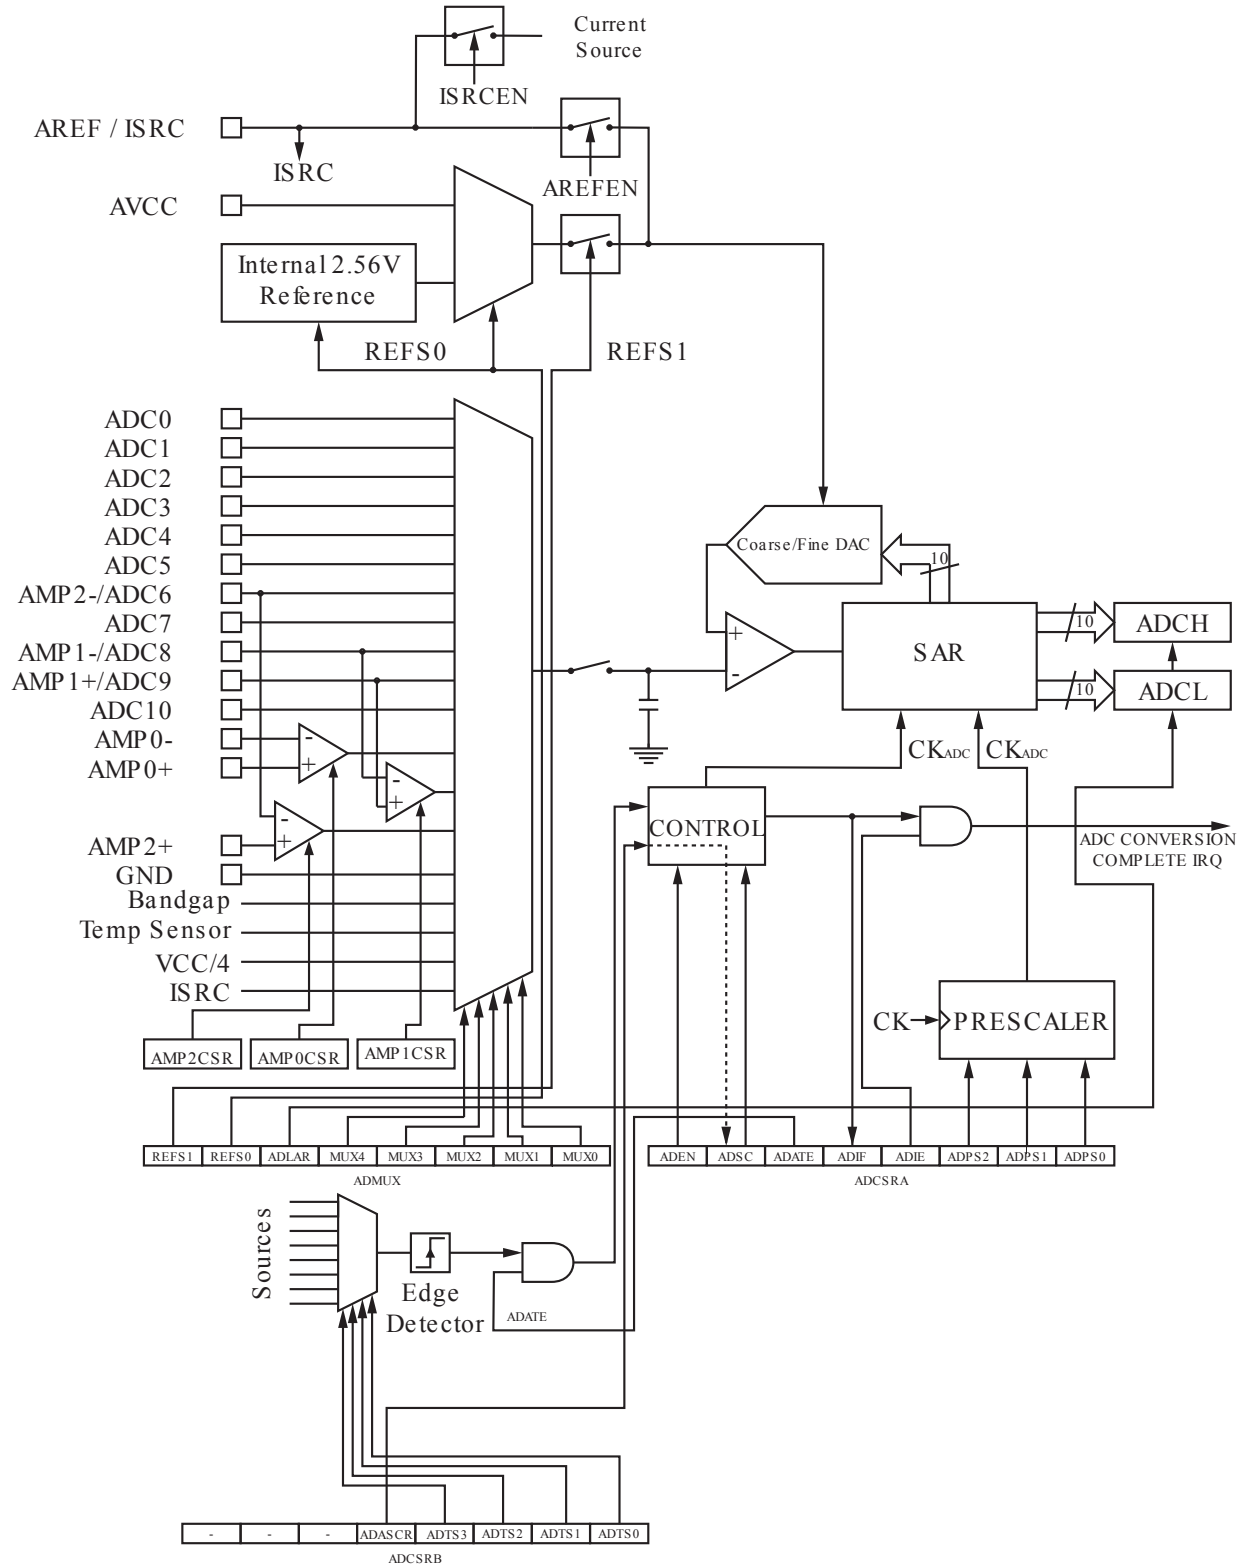 Current
Source
ISRCEN
AREF / ISRC
ISRC
AREFEN
AVCC
Internal 2.56V
Reference
REFS0
REFS1
ADC0
ADC1
ADC2
ADC3
ADC4
ADC5
AMP2-/ADC6
ADC7
AMP1-/ADC8
AMP1+/ADC9
ADC10
AMP0-
AMP0+
AMP2+
GND
Bandgap
Temp Sensor
VCC/4
ISRC
-
+
-
+
-
+
Coarse/Fine DAC
10
+
-
SAR
10
ADCH
10
ADCL
CKADC
CKADC
CONTROL
ADC CONVERSION
COMPLETE IRQ
CK
PRESCALER
AMP2CSR
AMP0CSR
AMP1CSR
REFS1 REFS0 ADLAR MUX4 MUX3 MUX2 MUX1 MUX0
ADMUX
ADEN ADSC ADATE ADIF ADIE ADPS2 ADPS1 ADPS0
ADCSRA
Sources
Edge
Detector
ADATE
- - - ADASCR ADTS3 ADTS2 ADTS1 ADTS0
ADCSRB